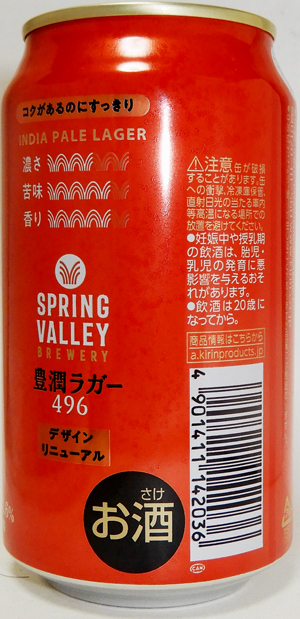 コクがあるのにすっきり
INDIA PALE LAGER
濃さ
苦味
香り
SPRING
VALLEY
BREWERY
豊潤ラガー
496
デザイン
リニューアル
さけ
お酒
⚠注意 缶が破損
することがあります。缶
への衝撃、冷凍庫保管、
直射日光の当たる車内
等高温になる場所での
放置を避けてください。
●妊娠中や授乳期
の飲酒は、胎児・
乳児の発育に悪
影響を与えるおそ
れがあります。
●飲酒は20歳に
なってから。
商品情報はこちらから
a.kirinproducts.jp
4901411142036